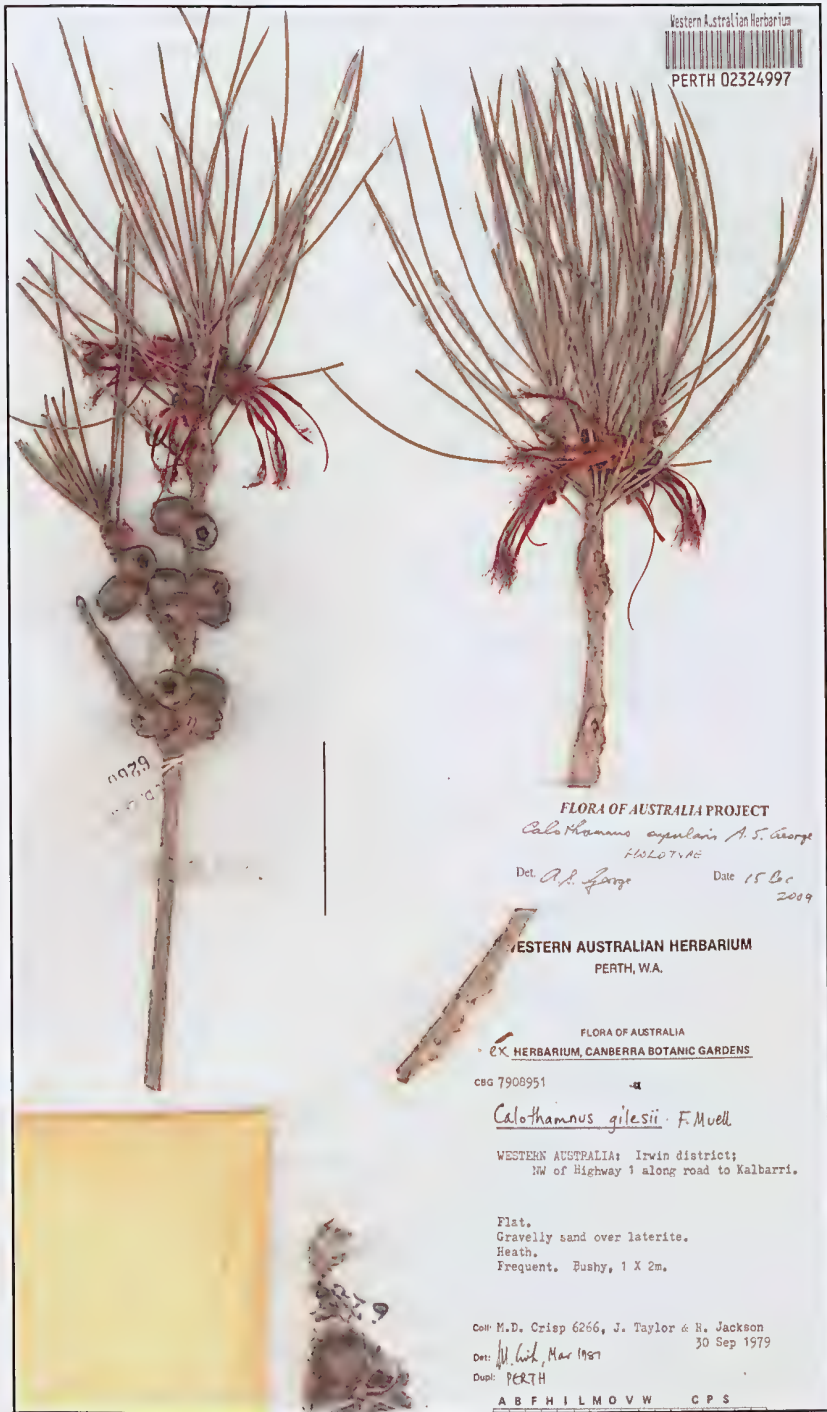 Western Australian Herbarium
PERTH 02324997
FLORA OF AUSTRALIA PROJECT
Calothamnus A. S. George
HOLOTYPE
Det. A.S. George Date 15 Dec
2009
WESTERN AUSTRALIAN HERBARIUM
PERTH, W.A.
FLORA OF AUSTRALIA
ex HERBARIUM, CANBERRA BOTANIC GARDENS
CBG 7908951
Calothamnus gilesii F. Muell
WESTERN AUSTRALIA: Irwin district;
NW of Highway 1 along road to Kalbarri.
Flat.
Gravelly sand over laterite.
Heath.
Frequent. Bushy, 1 X 2m.
Coll: M.D. Crisp 6266, J. Taylor & R. Jackson
30 Sep 1979
Det: Mar 1987
Dupl: PERTH
A B F H I L M O V W C P S